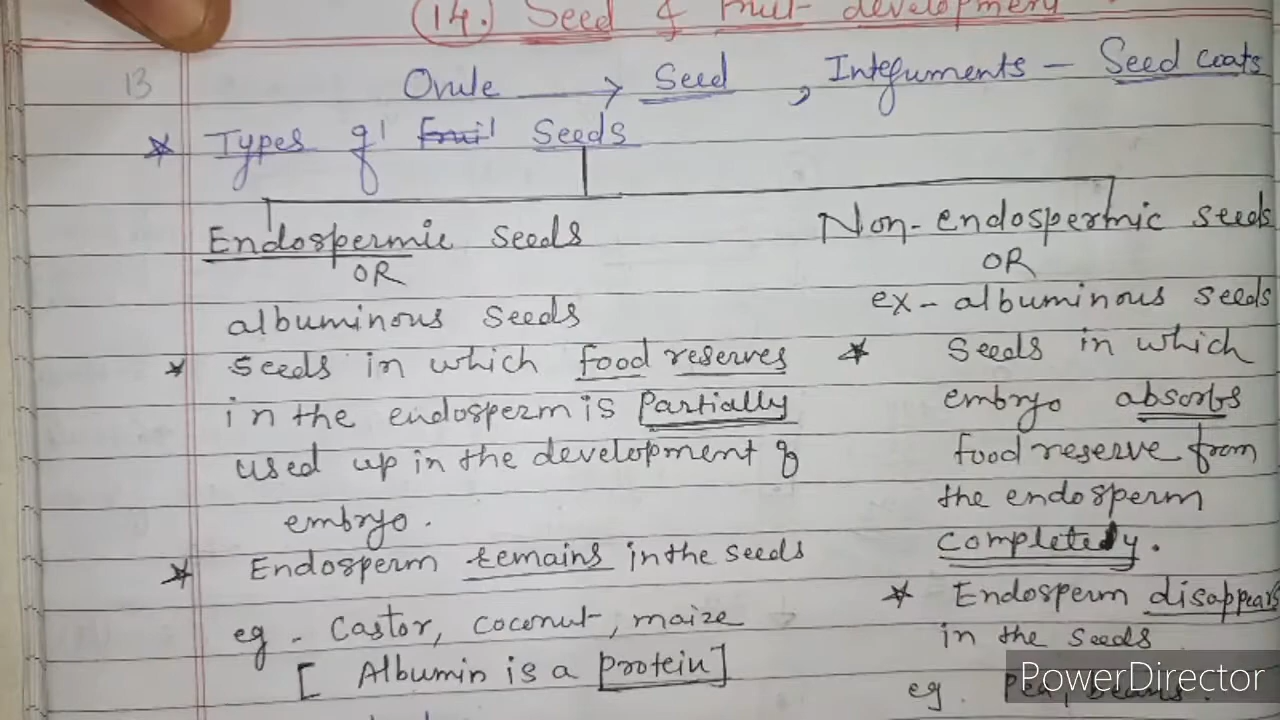 (14.) Seed & Fruit development
13
Ovule → Seed , Integuments - Seed coats
* Types of Fruit Seeds
Endospermic Seeds
OR
albuminous Seeds
* Seeds in which food reserves
in the endosperm is Partially
used up in the development of
embryo.
* Endosperm remains in the seeds
eg. Castor, coconut, maize
[ Albumin is a protein]
Non-endospermic seeds
OR
ex-albuminous seeds
* Seeds in which
embryo absorbs
food reserve from
the endosperm
completely.
* Endosperm disappears
in the seeds
eg. Pea, beans.
PowerDirector